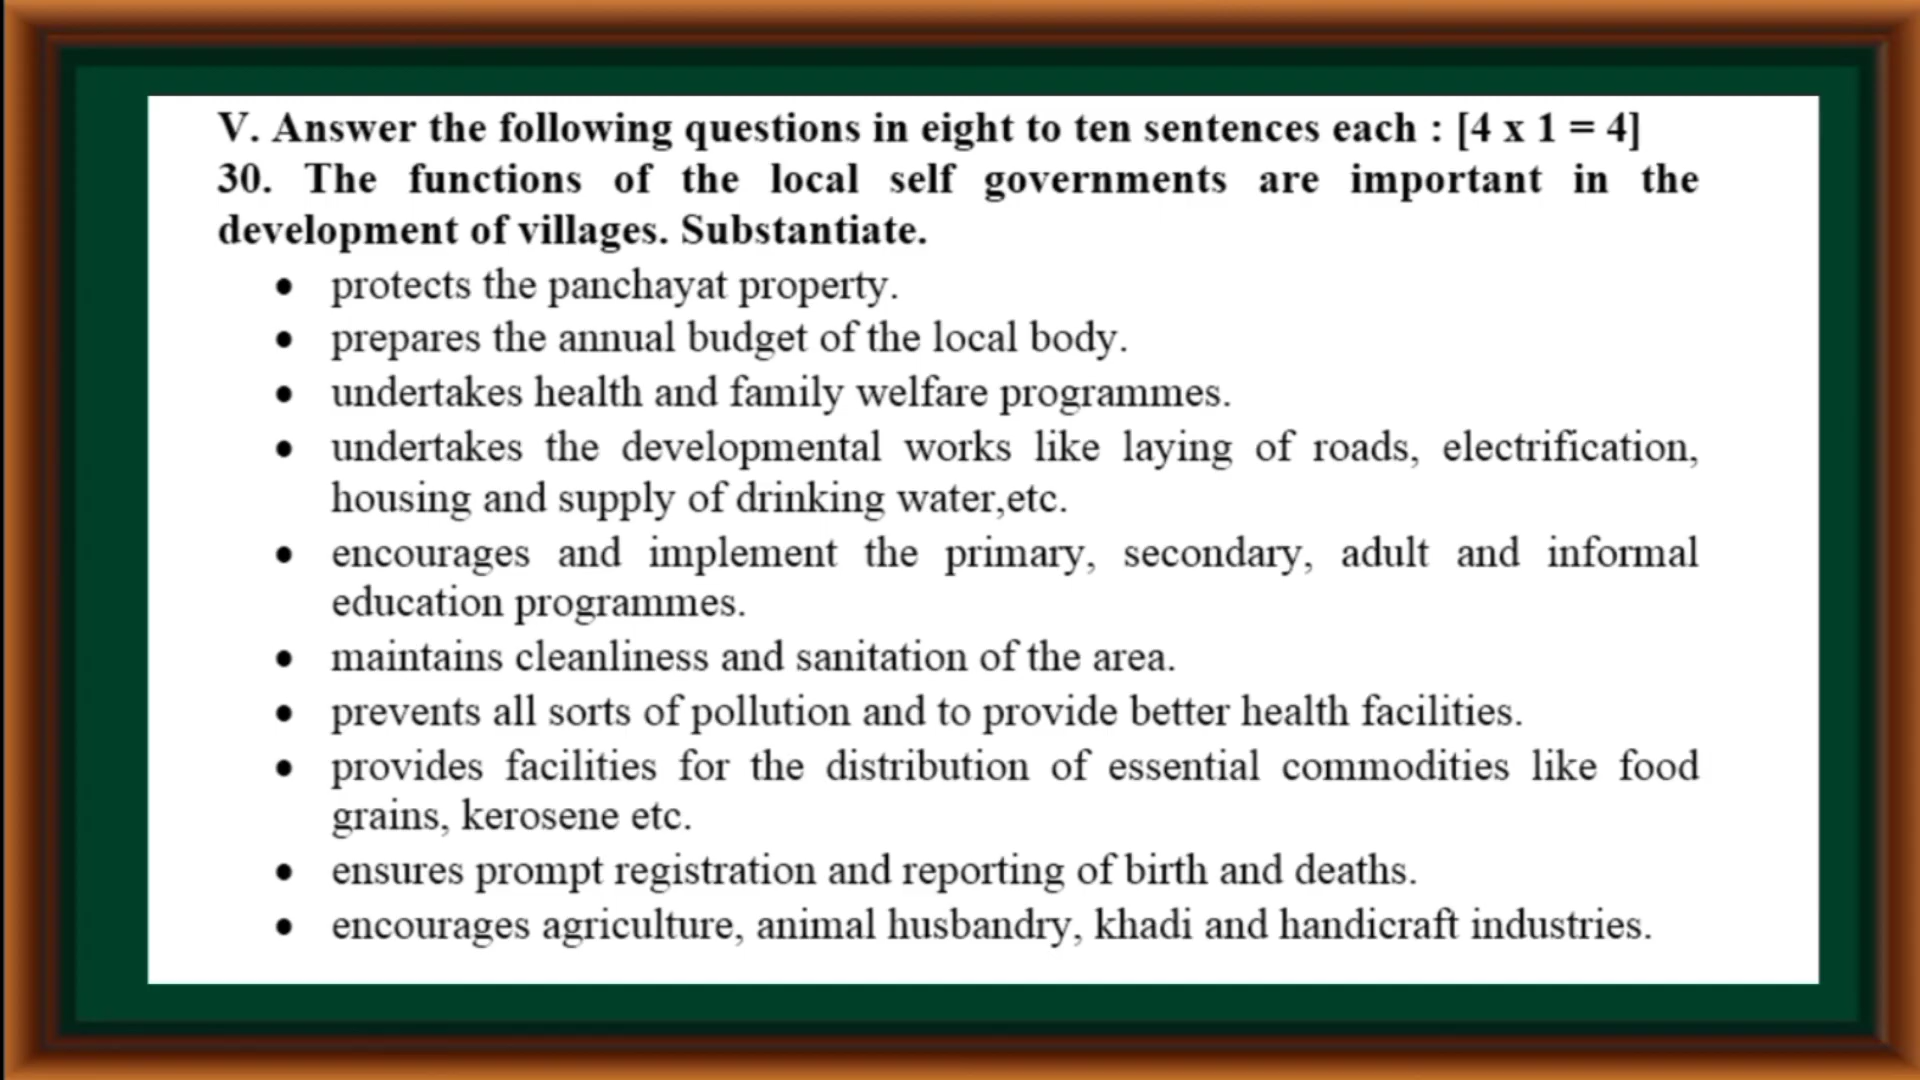 V. Answer the following questions in eight to ten sentences each : [4 x 1 = 4]
30. The functions of the local self governments are important in the
development of villages. Substantiate.
• protects the panchayat property.
• prepares the annual budget of the local body.
• undertakes health and family welfare programmes.
• undertakes the developmental works like laying of roads, electrification,
housing and supply of drinking water,etc.
• encourages and implement the primary, secondary, adult and informal
education programmes.
• maintains cleanliness and sanitation of the area.
• prevents all sorts of pollution and to provide better health facilities.
• provides facilities for the distribution of essential commodities like food
grains, kerosene etc.
• ensures prompt registration and reporting of birth and deaths.
• encourages agriculture, animal husbandry, khadi and handicraft industries.